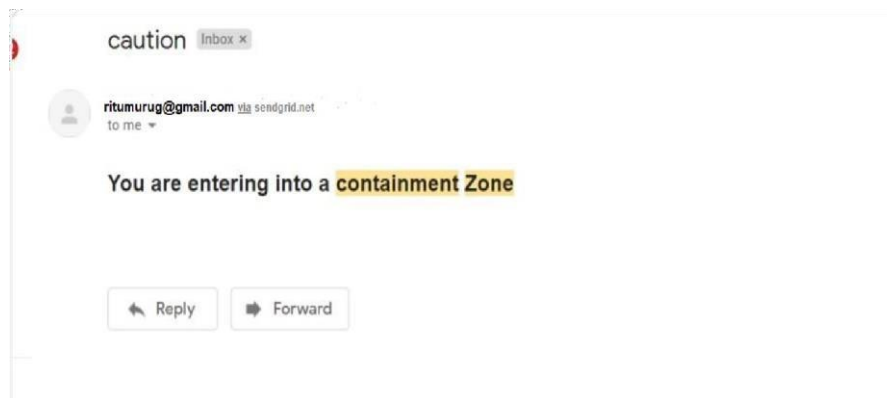 caution Inbox ×
ritumurug@gmail.com via sendgrid.net
to me
You are entering into a containment Zone
Reply Forward